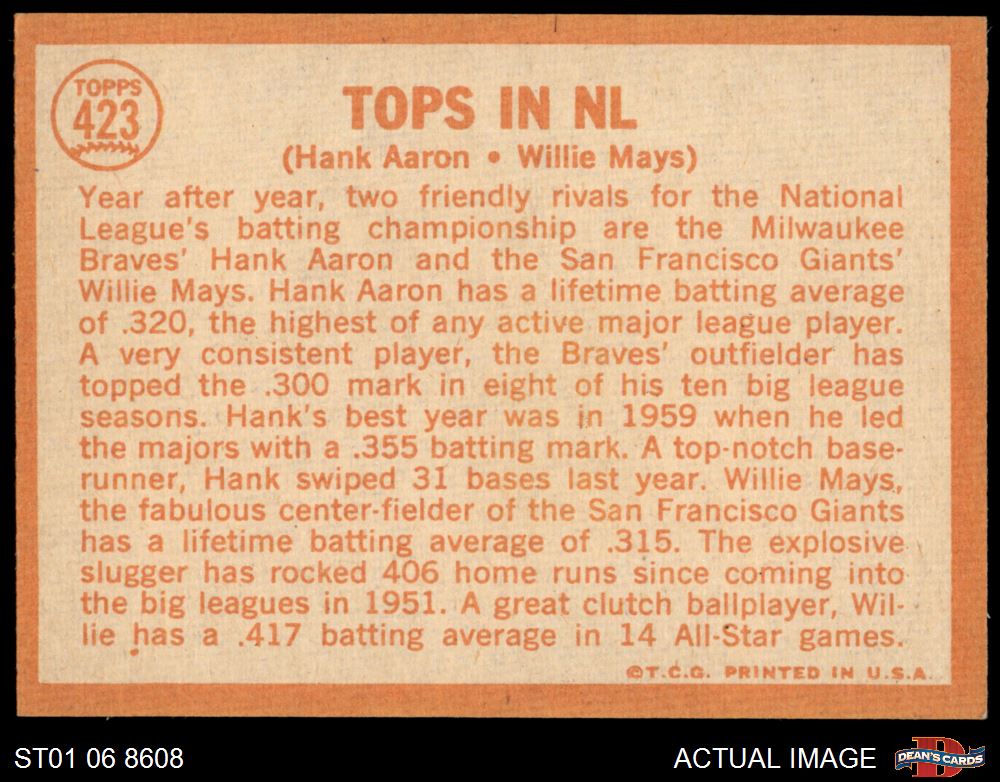 TOPPS
423
TOPS IN NL
(Hank Aaron • Willie Mays)
Year after year, two friendly rivals for the National
League's batting championship are the Milwaukee
Braves' Hank Aaron and the San Francisco Giants'
Willie Mays. Hank Aaron has a lifetime batting average
of .320, the highest of any active major league player.
A very consistent player, the Braves' outfielder has
topped the .300 mark in eight of his ten big league
seasons. Hank's best year was in 1959 when he led
the majors with a .355 batting mark. A top-notch base-
runner, Hank swiped 31 bases last year. Willie Mays,
the fabulous center-fielder of the San Francisco Giants
has a lifetime batting average of .315. The explosive
slugger has rocked 406 home runs since coming into
the big leagues in 1951. A great clutch ballplayer, Wil-
lie has a .417 batting average in 14 All-Star games.
©T.C.G. PRINTED IN U.S.A.
ST01 06 8608
ACTUAL IMAGE
D
DEAN'S CARDS